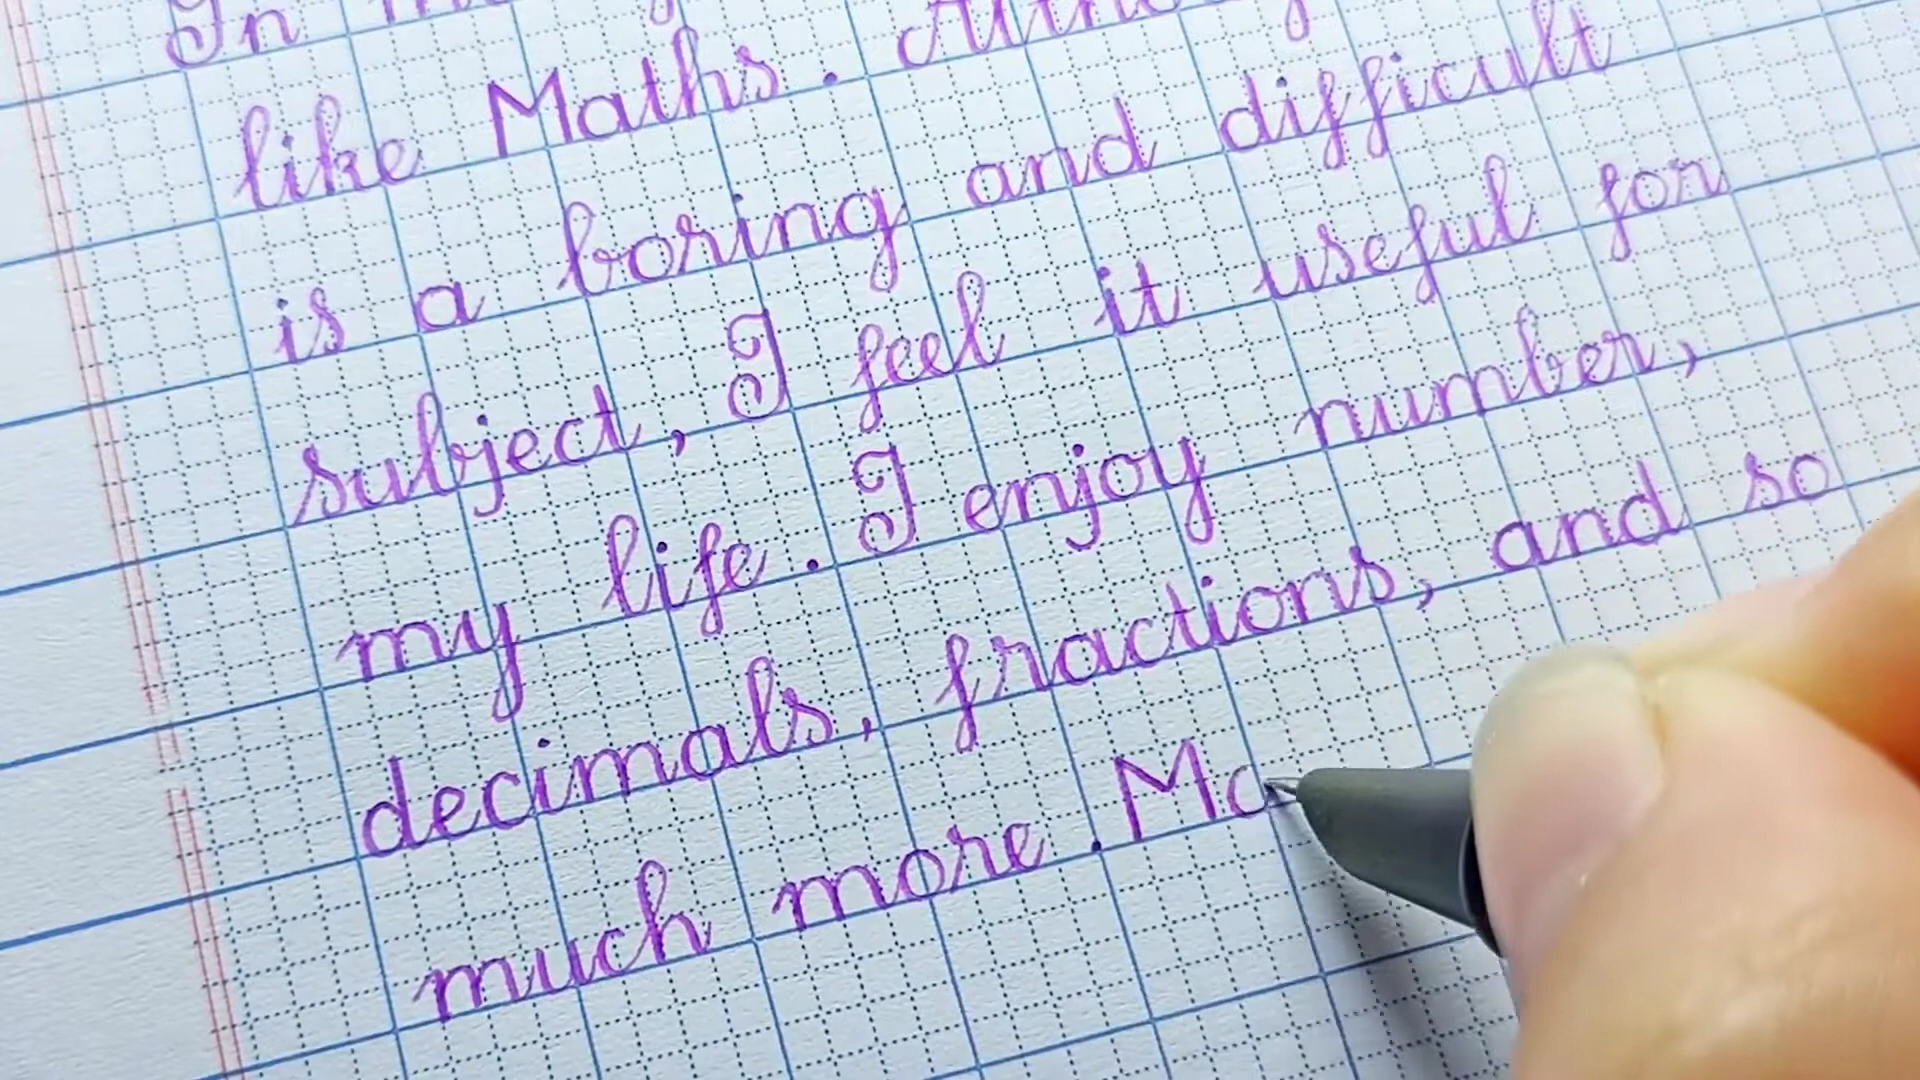 In
like Maths.
is a boring and difficult
subject, I feel it useful for
my life. I enjoy number,
decimals, fractions, and so
much more. Ma